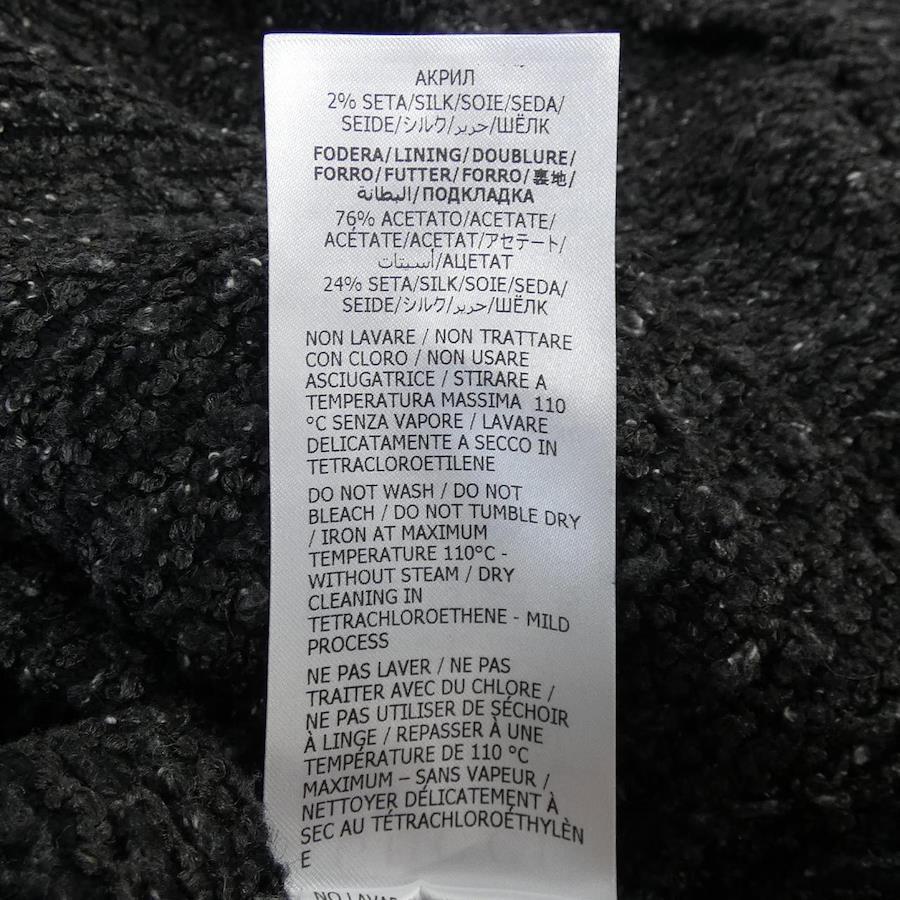 АКРИЛ
2% SETA/SILK/SOIE/SEDA/
SEIDE/シルク/حرير/ШЁЛК
FODERA/LINING/DOUBLURE/
FORRO/FUTTER/FORRO/裏地/
البطانة/ПОДКЛАДКА
76% ACETATO/ACETATE/
ACÉTATE/ACETAT/アセテート/
أسيتات/АЦЕТАТ
24% SETA/SILK/SOIE/SEDA/
SEIDE/シルク/حرير/ШЁЛК
NON LAVARE / NON TRATTARE
CON CLORO / NON USARE
ASCIUGATRICE / STIRARE A
TEMPERATURA MASSIMA 110
°C SENZA VAPORE / LAVARE
DELICATAMENTE A SECCO IN
TETRACLOROETILENE
DO NOT WASH / DO NOT
BLEACH / DO NOT TUMBLE DRY
/ IRON AT MAXIMUM
TEMPERATURE 110°C -
WITHOUT STEAM / DRY
CLEANING IN
TETRACHLOROETHENE - MILD
PROCESS
NE PAS LAVER / NE PAS
TRAITER AVEC DU CHLORE /
NE PAS UTILISER DE SÉCHOIR
À LINGE / REPASSER À UNE
TEMPÉRATURE DE 110 °C
MAXIMUM – SANS VAPEUR /
NETTOYER DÉLICATEMENT À
SEC AU TÉTRACHLOROÉTHYLÈN
E
NO LAVAR